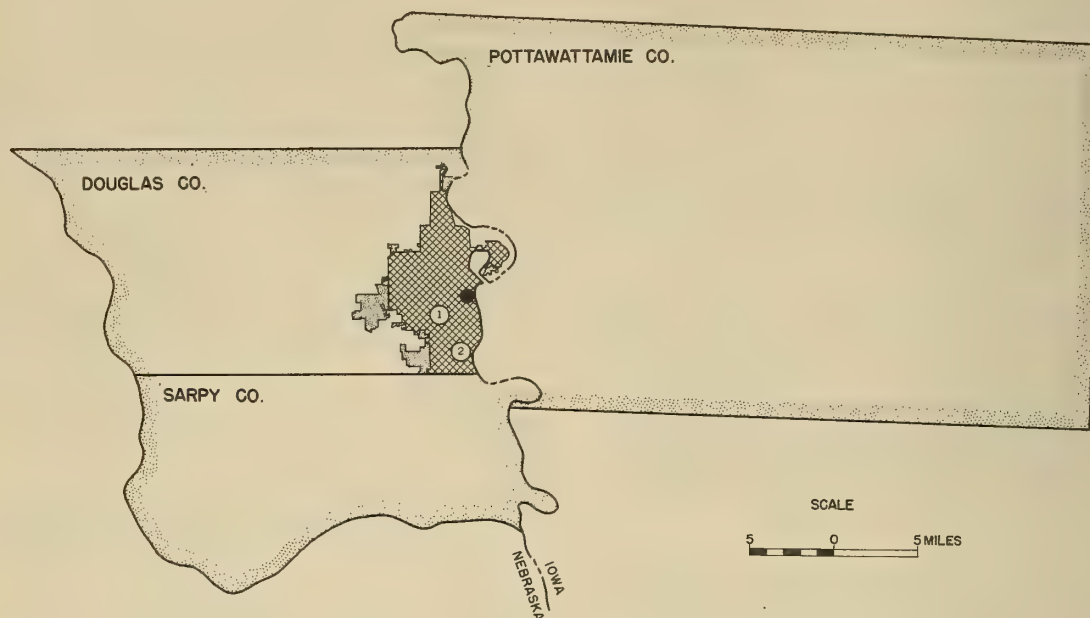 POTTAWATTAMIE CO.
DOUGLAS CO.
1
2
SARPY CO.
SCALE
5 0 5 MILES
IOWA
NEBRASKA